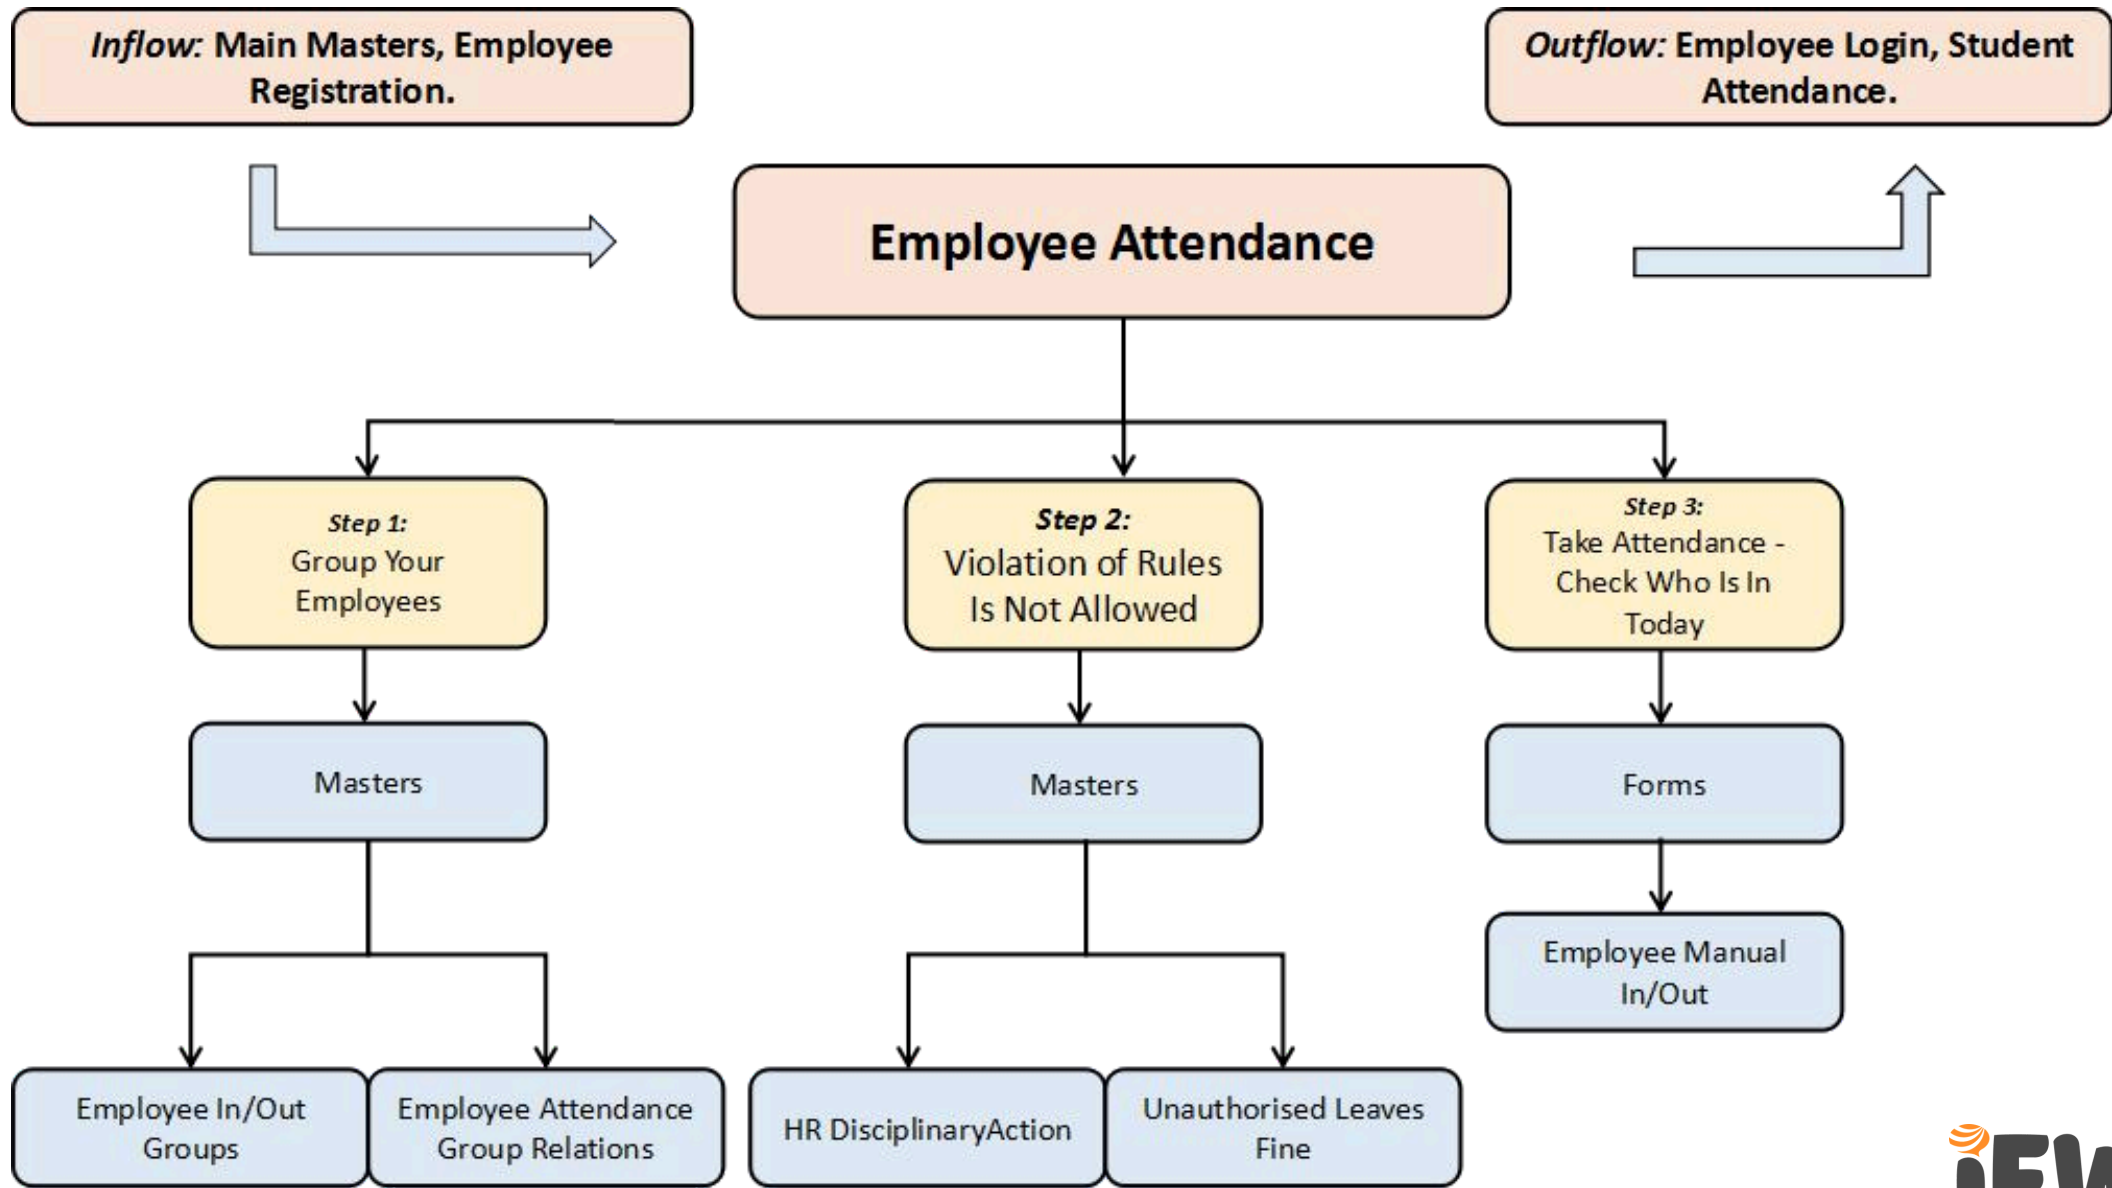 Inflow: Main Masters, Employee
Registration.
Outflow: Employee Login, Student
Attendance.
Employee Attendance
Step 1:
Group Your
Employees
Step 2:
Violation of Rules
Is Not Allowed
Step 3:
Take Attendance -
Check Who Is In
Today
Masters
Masters
Forms
Employee Manual
In/Out
Employee In/Out
Groups
Employee Attendance
Group Relations
HR DisciplinaryAction
Unauthorised Leaves
Fine